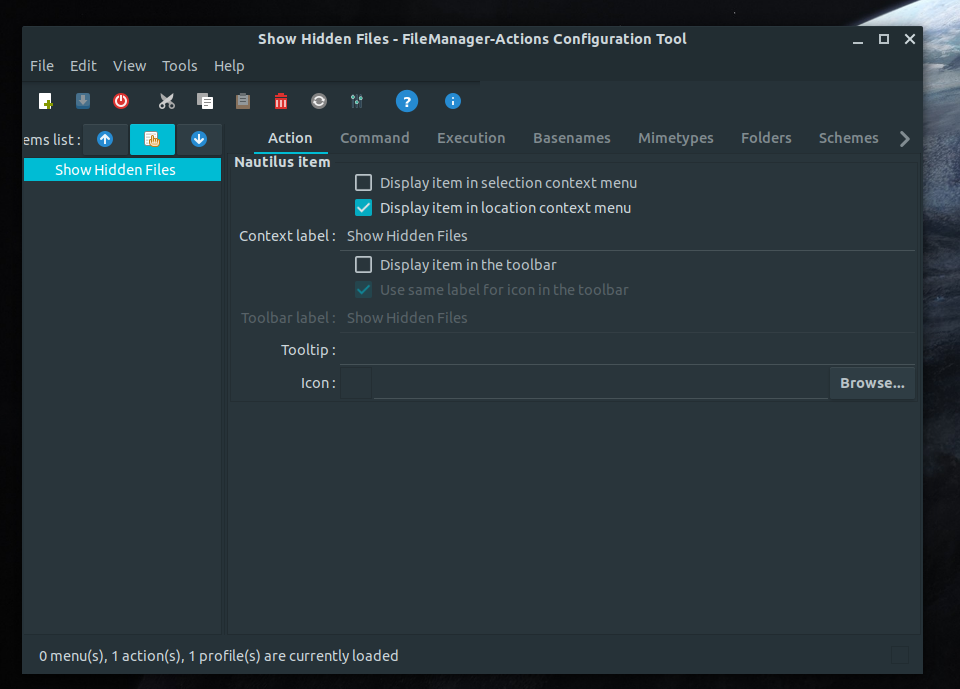 Show Hidden Files - FileManager-Actions Configuration Tool
File Edit View Tools Help
ems list :
Action Command Execution Basenames Mimetypes Folders Schemes
Show Hidden Files
Nautilus item
Display item in selection context menu
Display item in location context menu
Context label : Show Hidden Files
Display item in the toolbar
Use same label for icon in the toolbar
Toolbar label : Show Hidden Files
Tooltip :
Icon : Browse...
0 menu(s), 1 action(s), 1 profile(s) are currently loaded